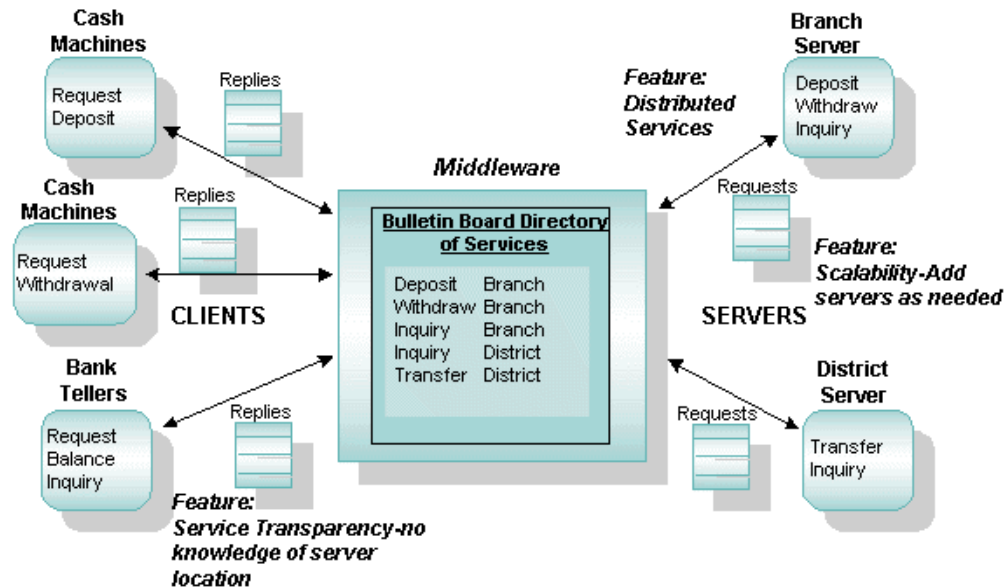 Cash
Machines
Request
Deposit
Replies
Cash
Machines
Request
Withdrawal
Replies
CLIENTS
Bank
Tellers
Request
Balance
Inquiry
Replies
Feature:
Service Transparency-no
knowledge of server
location
Middleware
Bulletin Board Directory
of Services
Deposit Branch
Withdraw Branch
Inquiry Branch
Inquiry District
Transfer District
Feature:
Distributed
Services
Branch
Server
Deposit
Withdraw
Inquiry
Requests
Feature:
Scalability-Add
servers as needed
SERVERS
Requests
District
Server
Transfer
Inquiry